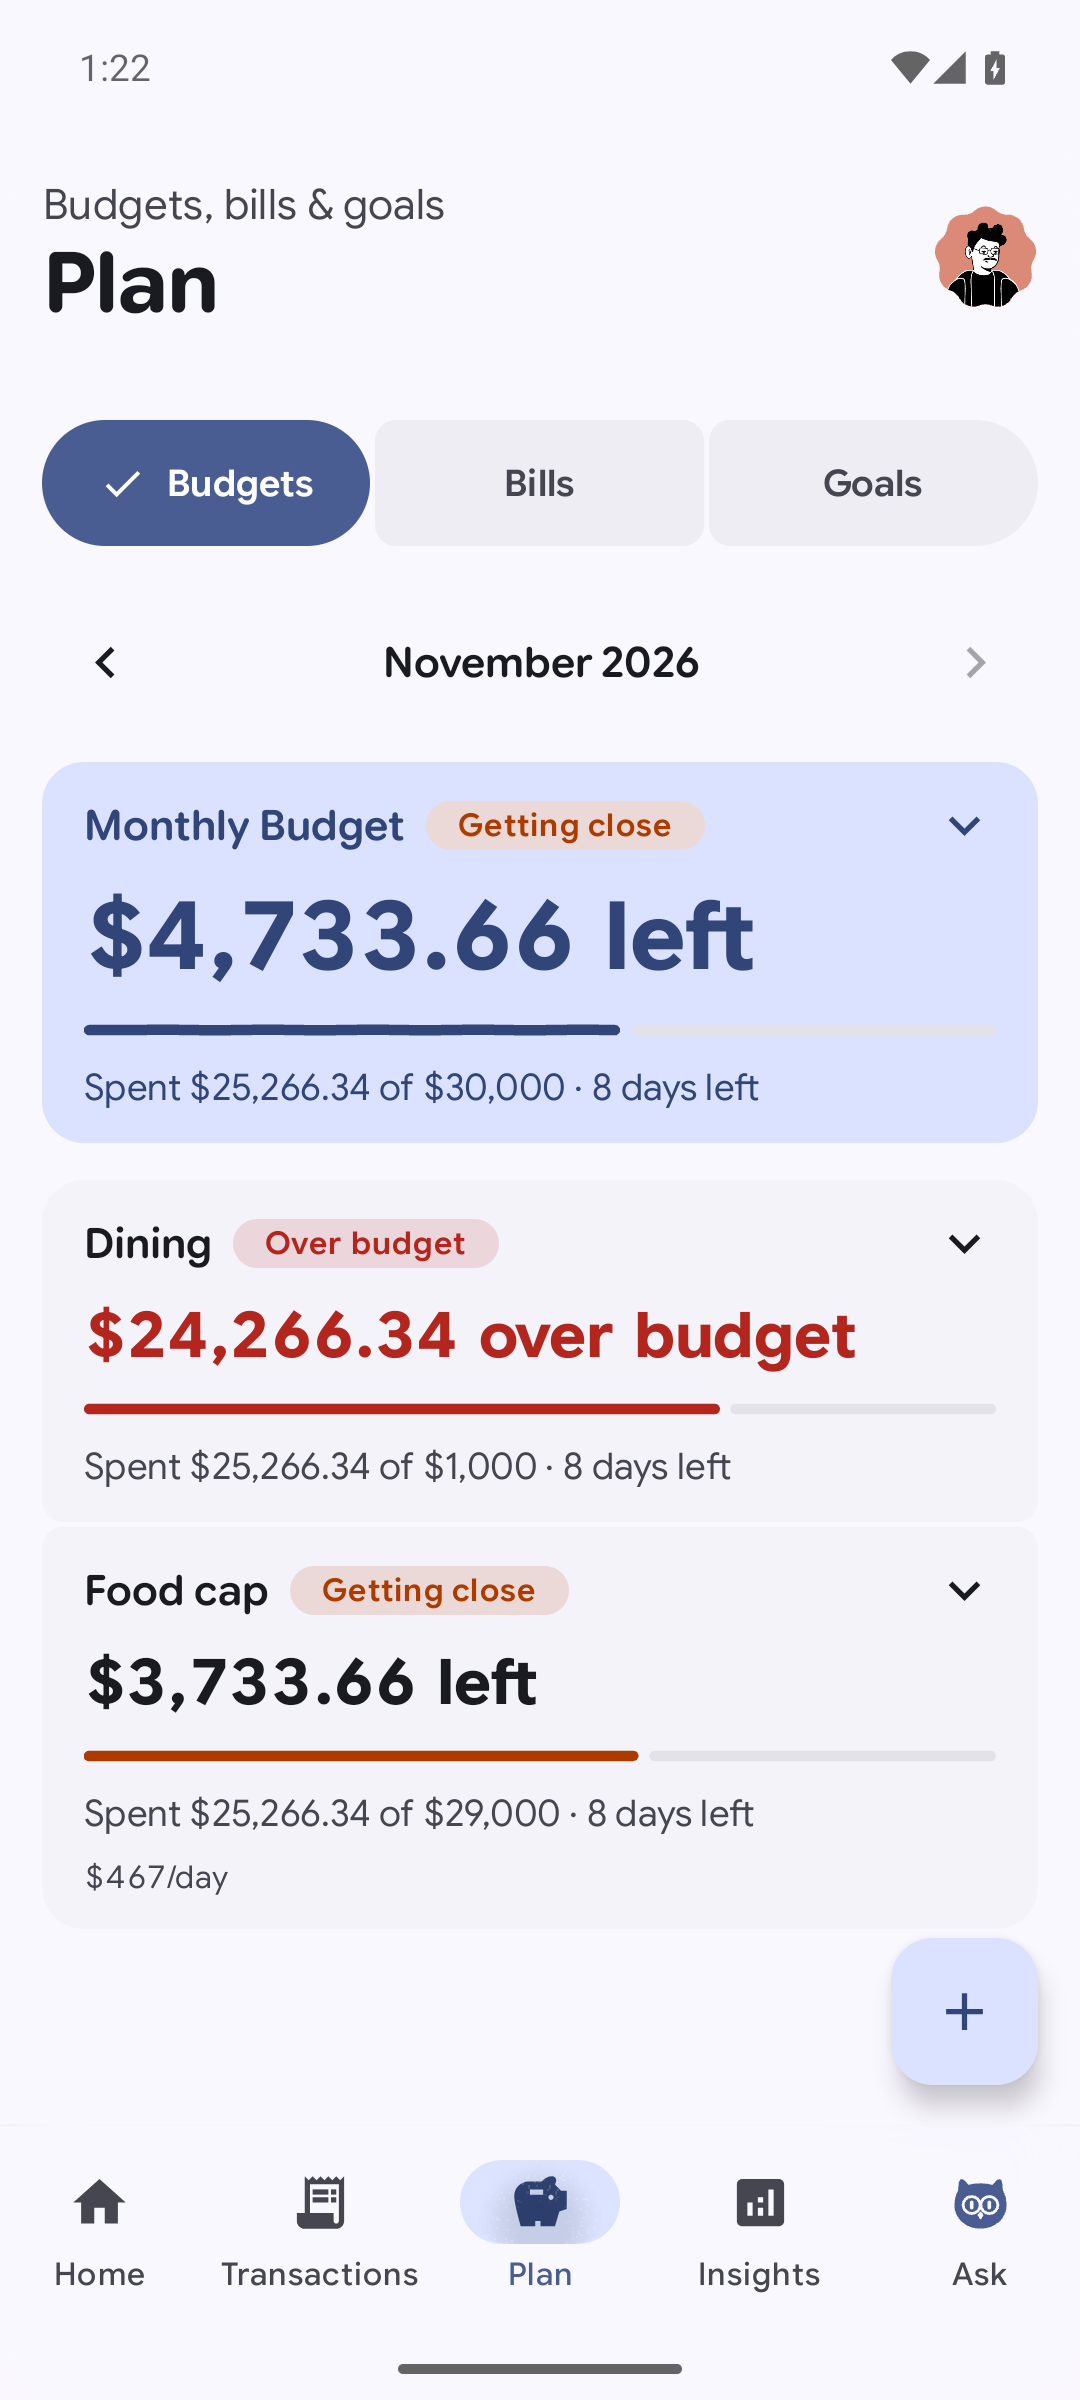 1:22
Budgets, bills & goals
Plan
Budgets
Bills
Goals
November 2026
Monthly Budget
Getting close
$4,733.66 left
Spent $25,266.34 of $30,000 · 8 days left
Dining
Over budget
$24,266.34 over budget
Spent $25,266.34 of $1,000 · 8 days left
Food cap
Getting close
$3,733.66 left
Spent $25,266.34 of $29,000 · 8 days left
$467/day
Home
Transactions
Plan
Insights
Ask